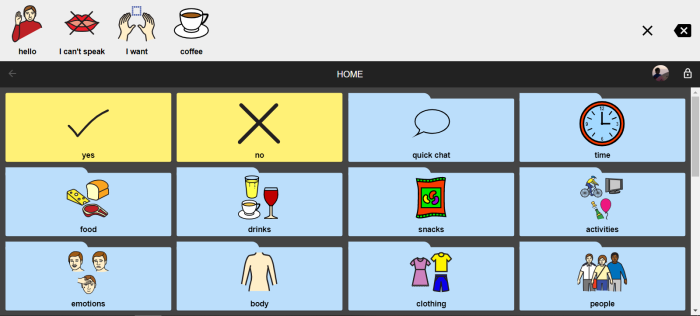 hello I can't speak I want coffee
HOME
yes no quick chat time
food drinks snacks activities
emotions body clothing people